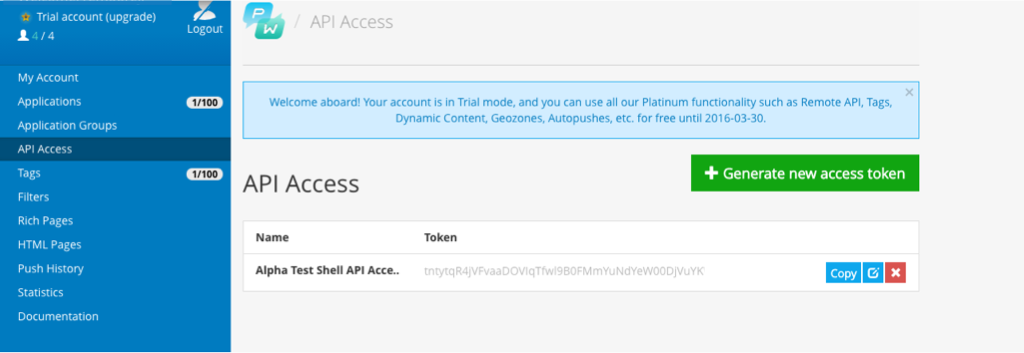 Trial account (upgrade)
4 / 4
Logout
My Account
Applications 1/100
Application Groups
API Access
Tags 1/100
Filters
Rich Pages
HTML Pages
Push History
Statistics
Documentation
P W / API Access
Welcome aboard! Your account is in Trial mode, and you can use all our Platinum functionality such as Remote API, Tags,
Dynamic Content, Geozones, Autopushes, etc. for free until 2016-03-30.
×
API Access
+ Generate new access token
Name Token
Alpha Test Shell API Acce..
Copy